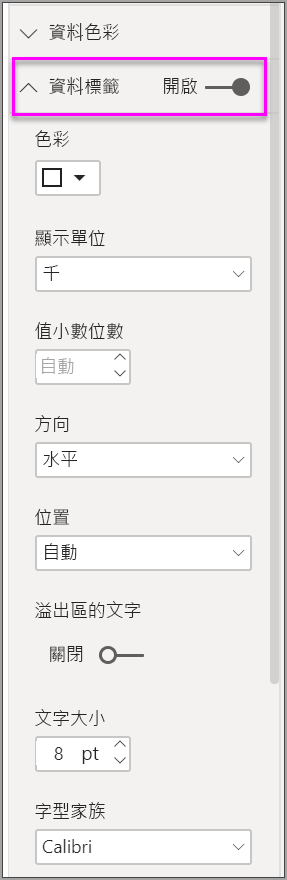 資料色彩
資料標籤 開啟
色彩
顯示單位
千
值小數位數
自動
方向
水平
位置
自動
溢出區的文字
關閉
文字大小
8 pt
字型家族
Calibri